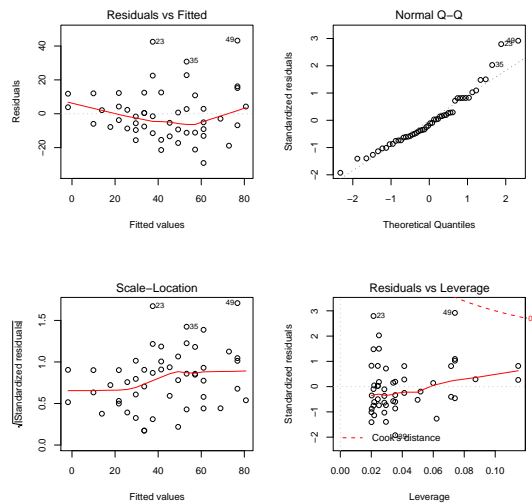 Residuals vs Fitted
Residuals
−20 0 20 40
0 20 40 60 80
Fitted values
23
35
49
Normal Q−Q
Standardized residuals
−2 −1 0 1 2 3
−2 −1 0 1 2
Theoretical Quantiles
49
23
35
Scale−Location
√|Standardized residuals|
0.0 0.5 1.0 1.5
0 20 40 60 80
Fitted values
23
35
49
Residuals vs Leverage
Standardized residuals
−2 −1 0 1 2 3
0.00 0.02 0.04 0.06 0.08 0.10 0.12
Leverage
23
49
Cook's distance